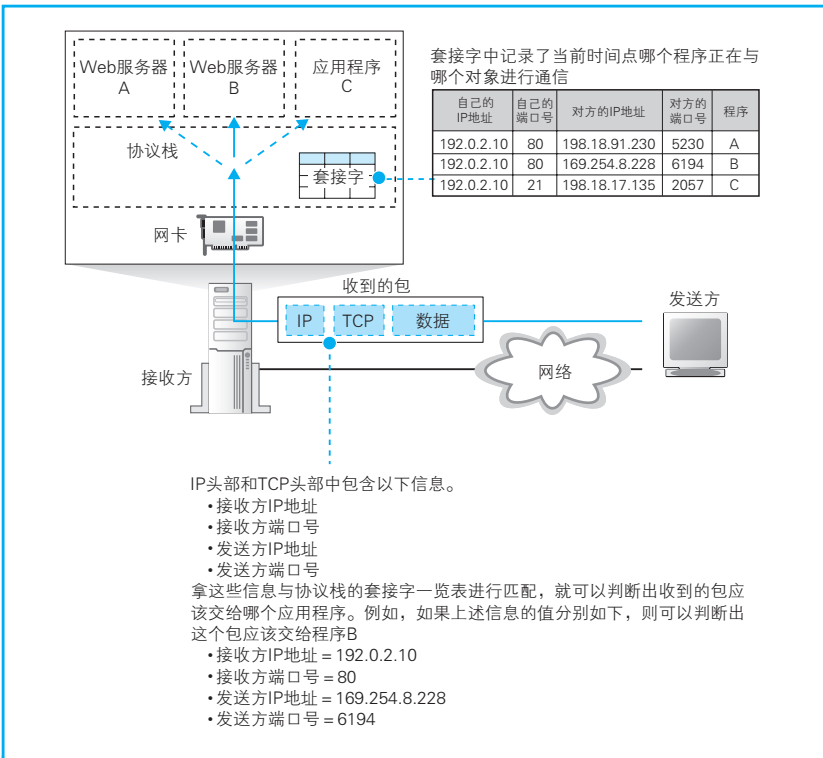 Web服务器
A
Web服务器
B
应用程序
C
协议栈
套接字
网卡
套接字中记录了当前时间点哪个程序正在与
哪个对象进行通信
自己的IP地址 自己的端口号 对方的IP地址 对方的端口号 程序
192.0.2.10 80 198.18.91.230 5230 A
192.0.2.10 80 169.254.8.228 6194 B
192.0.2.10 21 198.18.17.135 2057 C
收到的包
IP TCP 数据
发送方
接收方
网络
IP头部和TCP头部中包含以下信息。
•接收方IP地址
•接收方端口号
•发送方IP地址
•发送方端口号
拿这些信息与协议栈的套接字一览表进行匹配，就可以判断出收到的包应
该交给哪个应用程序。例如，如果上述信息的值分别如下，则可以判断出
这个包应该交给程序B
•接收方IP地址＝192.0.2.10
•接收方端口号＝80
•发送方IP地址＝169.254.8.228
•发送方端口号＝6194